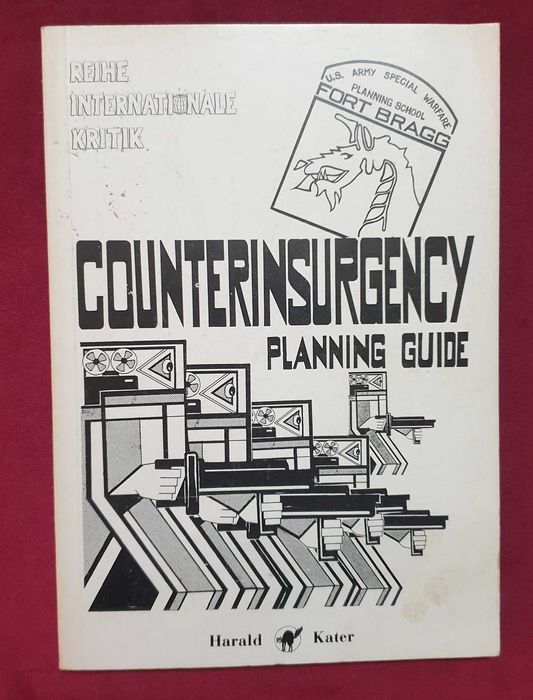 REIHE
INTERNATIONALE
KRITIK
U.S. ARMY SPECIAL WARFARE
PLANNING SCHOOL
FORT BRAGG
COUNTERINSURGENCY
PLANNING GUIDE
Harald Kater